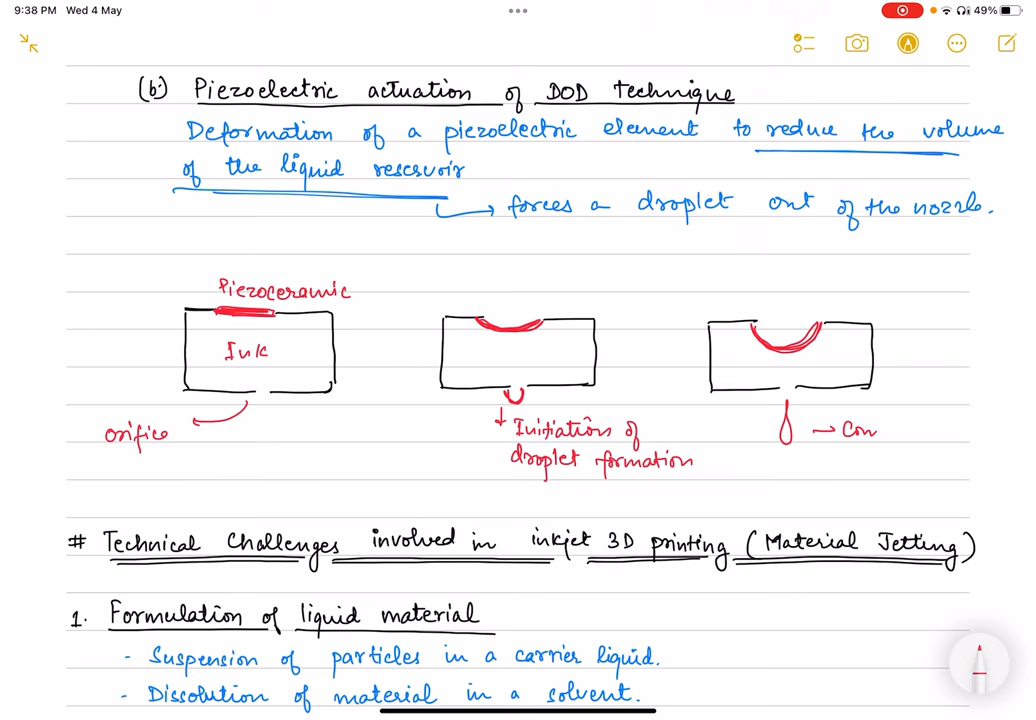 9:38 PM Wed 4 May
49%
(b) Piezoelectric actuation of DOD technique
Deformation of a piezoelectric element to reduce the volume
of the liquid reservoir
forces a droplet out of the nozzle.
Piezoceramic
Ink
orifice
Initiation of
droplet formation
Con
# Technical Challenges involved in inkjet 3D printing (Material Jetting)
1. Formulation of liquid material
- Suspension of particles in a carrier liquid.
- Dissolution of material in a solvent.